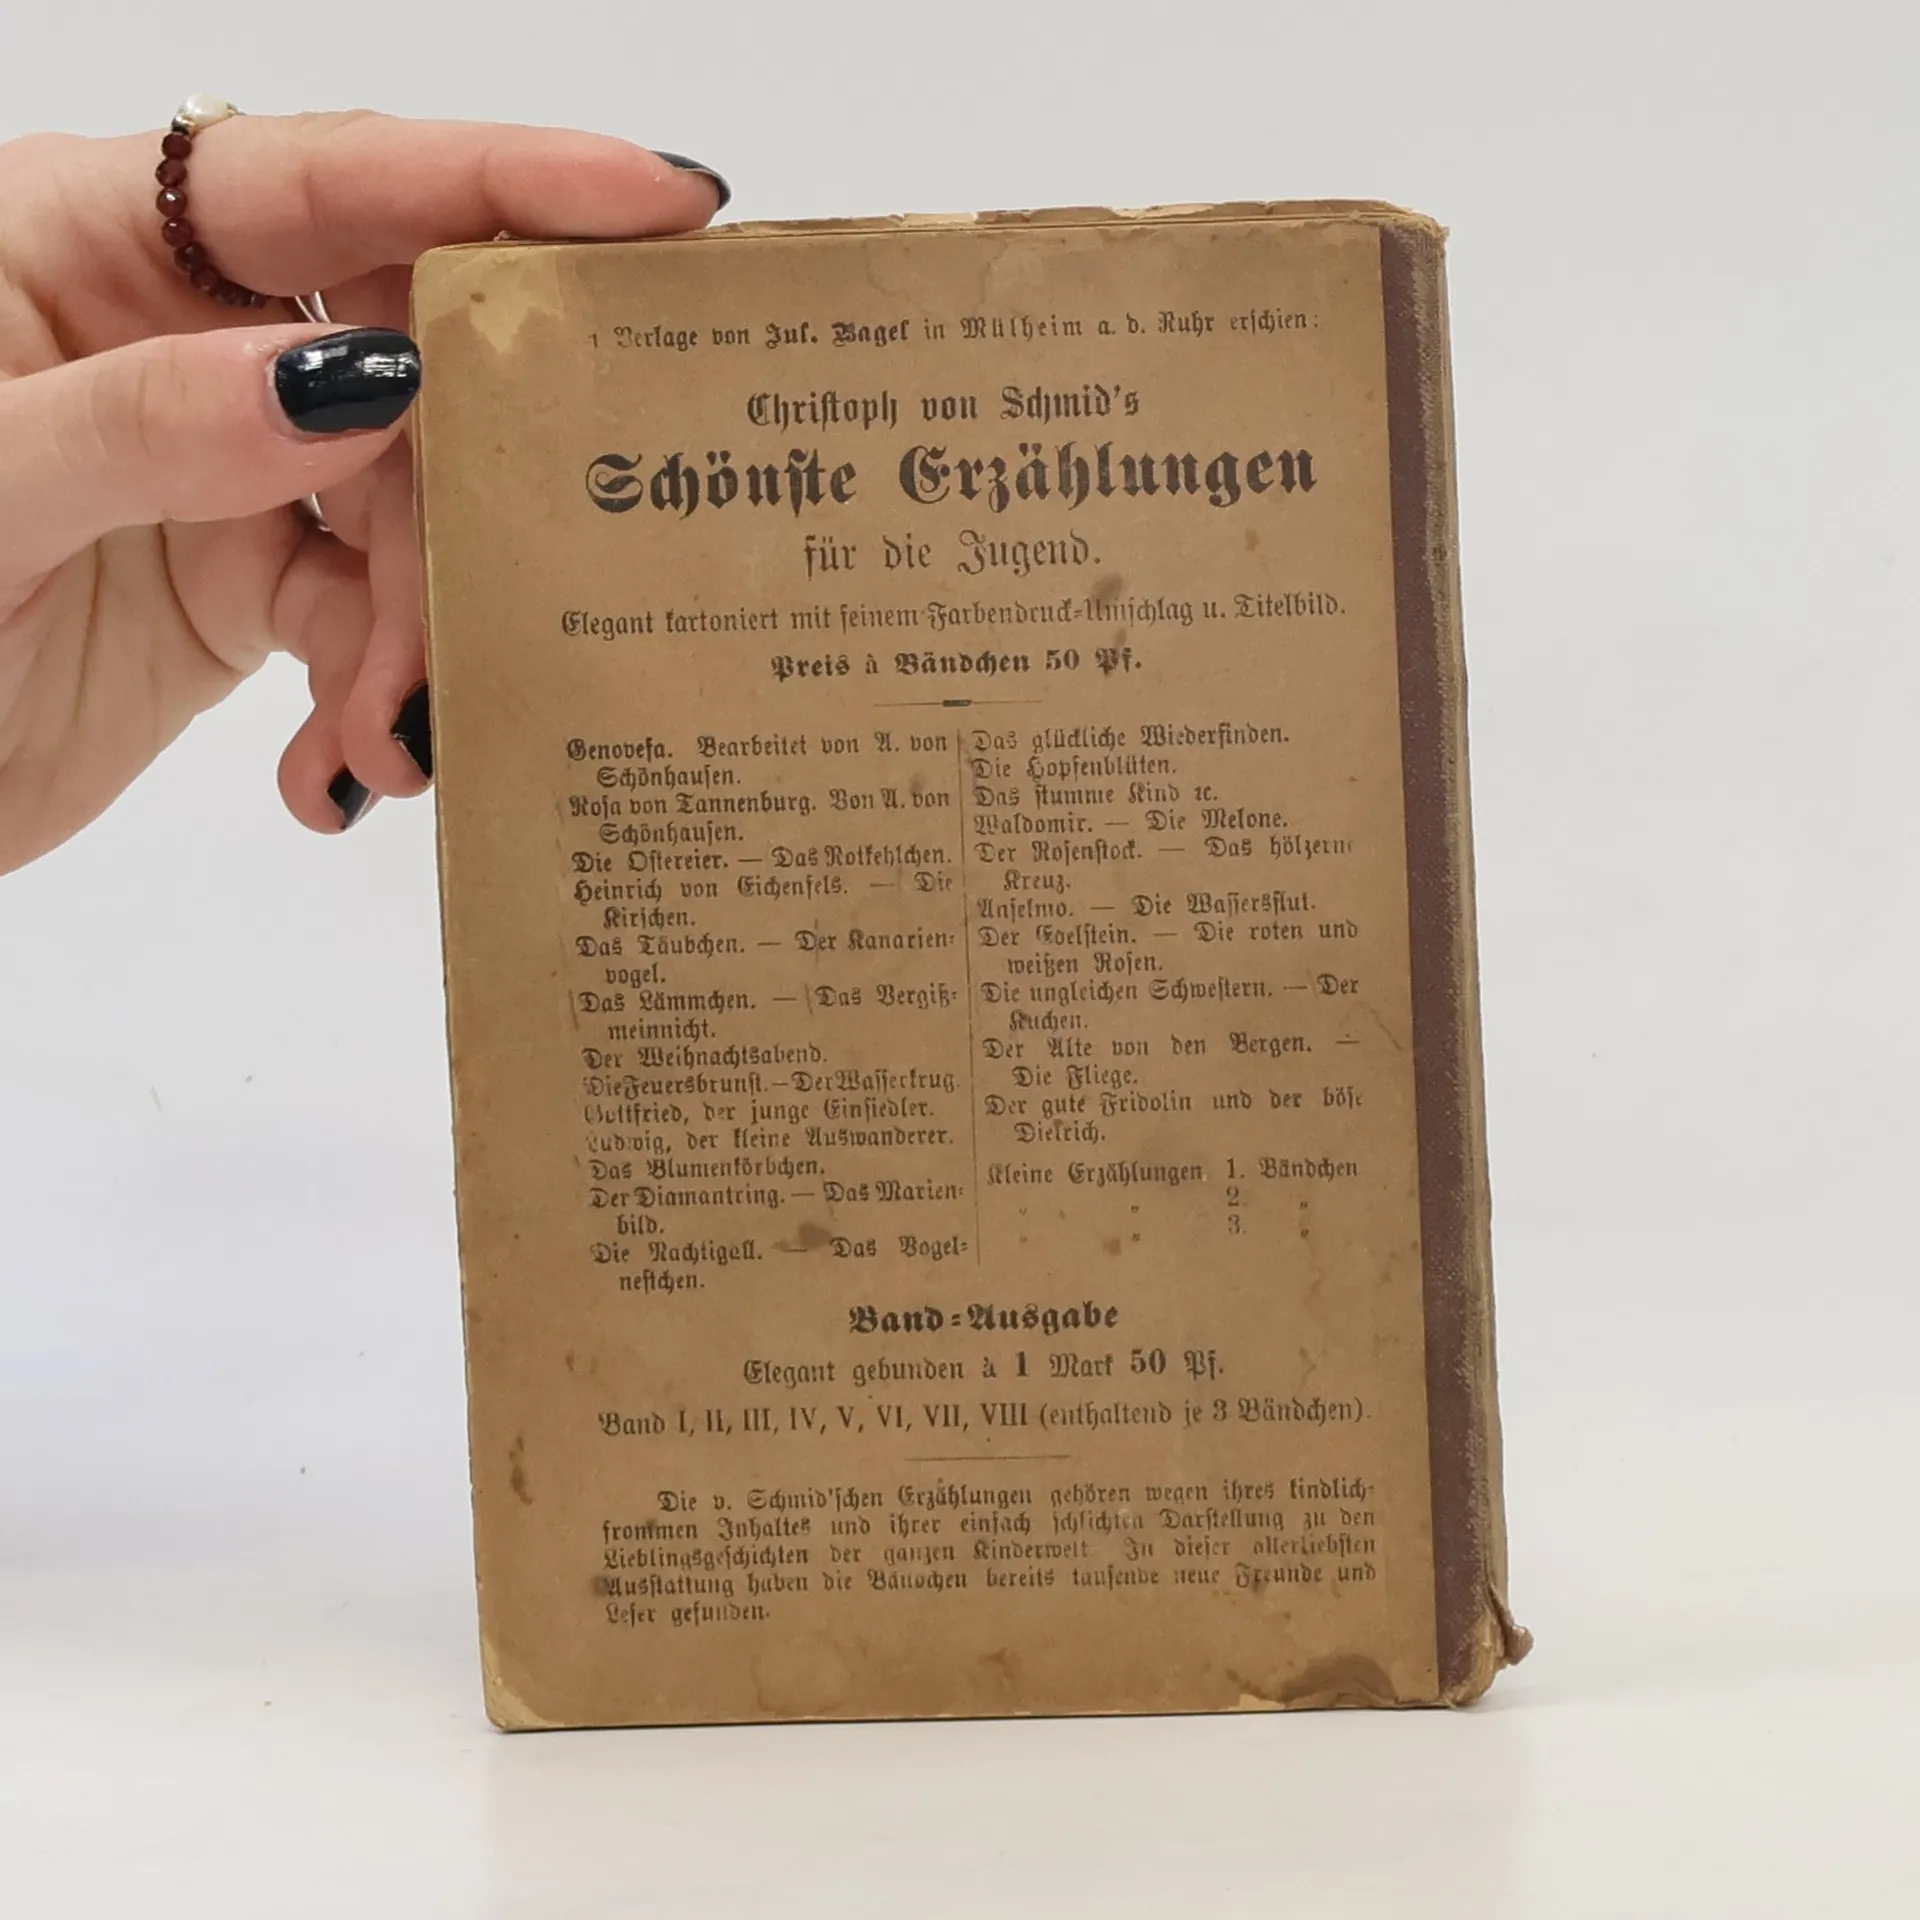 Verlage von Jul. Bagel in Mülheim a. d. Ruhr erschien:
Christoph von Schmid's
Schönste Erzählungen
für die Jugend.
Elegant kartoniert mit feinem Farbendruck-Umschlag u. Titelbild.
Preis à Bändchen 50 Pf.
Genovefa. Bearbeitet von A. von
Schönhausen.
Rosa von Tannenburg. Von A. von
Schönhausen.
Die Ostereier. — Das Rotkehlchen.
Heinrich von Eichenfels. — Die
Kirschen.
Das Täubchen. — Der Kanarien-
vogel.
Das Lämmchen. — Das Vergiß-
meinnicht.
Der Weihnachtsabend.
Die Feuersbrunst. — Der Wasserkrug.
Gottfried, der junge Einsiedler.
Ludwig, der kleine Auswanderer.
Das Blumenkörbchen.
Der Diamantring. — Das Marien-
bild.
Die Nachtigall. — Das Vogel-
nestchen.
Das glückliche Wiederfinden.
Die Hopfenblüten.
Das stumme Kind ꝛc.
Waldomir. — Die Melone.
Der Rosenstock. — Das hölzerne
Kreuz.
Anselmo. — Die Wassersflut.
Der Edelstein. — Die roten und
weißen Rosen.
Die ungleichen Schwestern. — Der
Kuchen.
Der Alte von den Bergen. —
Die Fliege.
Der gute Fridolin und der böse
Dietrich.
Kleine Erzählungen 1. Bändchen
" " 2. "
" " 3. "
Band-Ausgabe
Elegant gebunden à 1 Mark 50 Pf.
Band I, II, III, IV, V, VI, VII, VIII (enthaltend je 3 Bändchen).
Die v. Schmid'schen Erzählungen gehören wegen ihres kindlich-
frommen Inhaltes und ihrer einfach schlichten Darstellung zu den
Lieblingsgeschichten der ganzen Kinderwelt. In dieser allerliebsten
Ausstattung haben die Bändchen bereits tausende neue Freunde und
Leser gefunden.